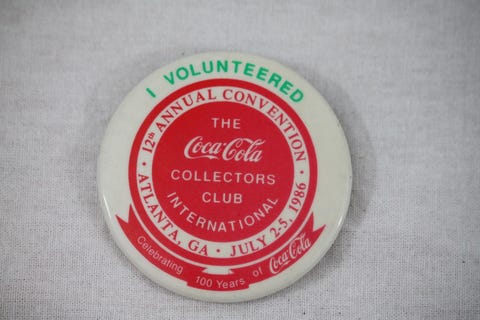 I VOLUNTEERED
12th ANNUAL CONVENTION
THE
Coca-Cola
COLLECTORS
CLUB
INTERNATIONAL
ATLANTA, GA · JULY 2-5, 1986
Celebrating 100 Years of Coca-Cola